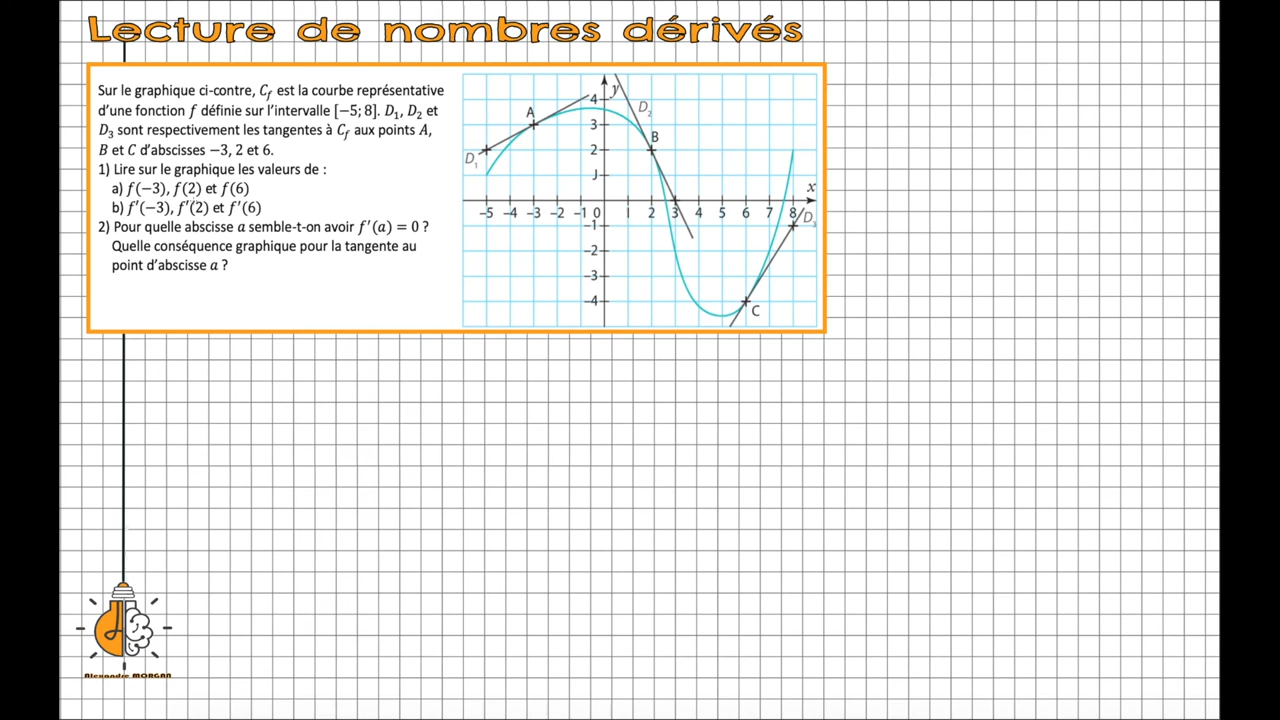 Lecture de nombres dérivés
Sur le graphique ci-contre, C_f est la courbe représentative
d'une fonction f définie sur l'intervalle [−5; 8]. D₁, D₂ et
D₃ sont respectivement les tangentes à C_f aux points A,
B et C d'abscisses −3, 2 et 6.
1) Lire sur le graphique les valeurs de :
a) f(−3), f(2) et f(6)
b) f′(−3), f′(2) et f′(6)
2) Pour quelle abscisse a semble-t-on avoir f′(a) = 0 ?
Quelle conséquence graphique pour la tangente au
point d'abscisse a ?
y
4
D₂
A
3
B
D₁
2
J
x
−5 −4 −3 −2 −1 0 I 2 3 4 5 6 7 8
D₃
−1
−2
−3
−4
C
Alexandre MORGAN